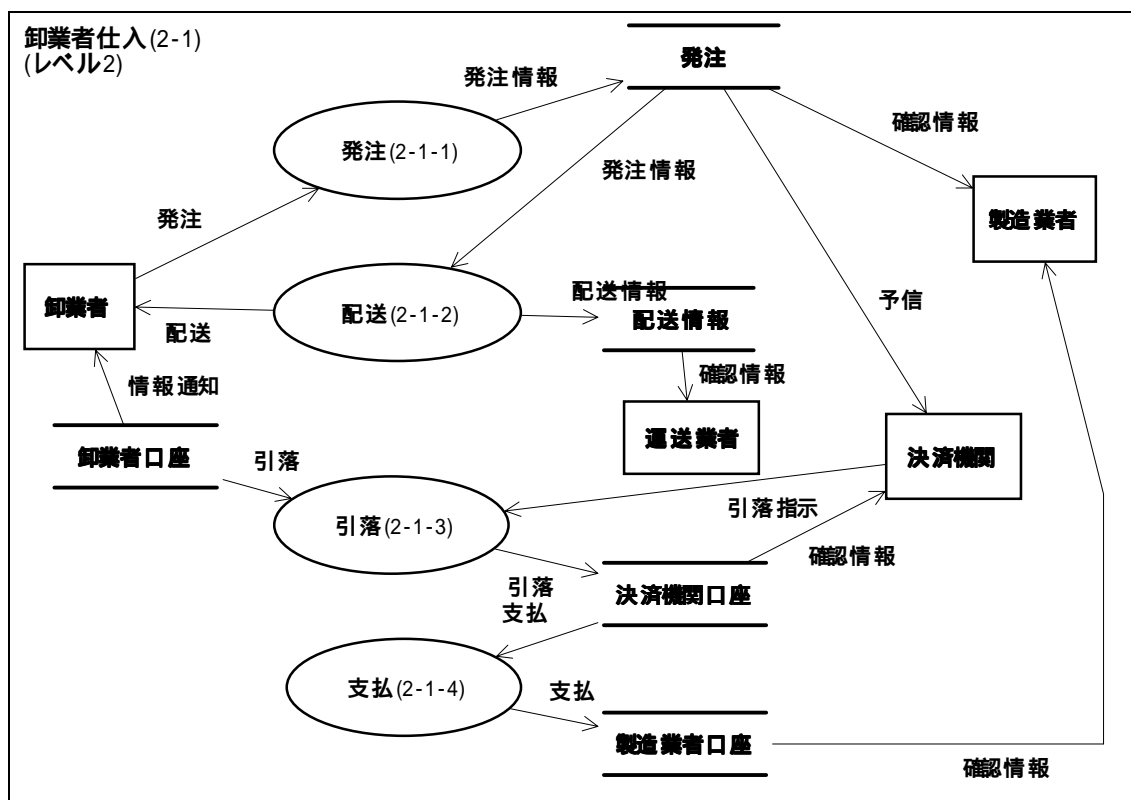 卸業者仕入(2-1)
(レベル2)
発注
発注情報
確認情報
発注(2-1-1)
発注情報
製造業者
発注
卸業者
配送(2-1-2)
配送情報
配送情報
予信
配送
確認情報
情報通知
運送業者
決済機関
卸業者口座
引落
引落指示
引落(2-1-3)
確認情報
引落
決済機関口座
支払
支払(2-1-4)
支払
製造業者口座
確認情報